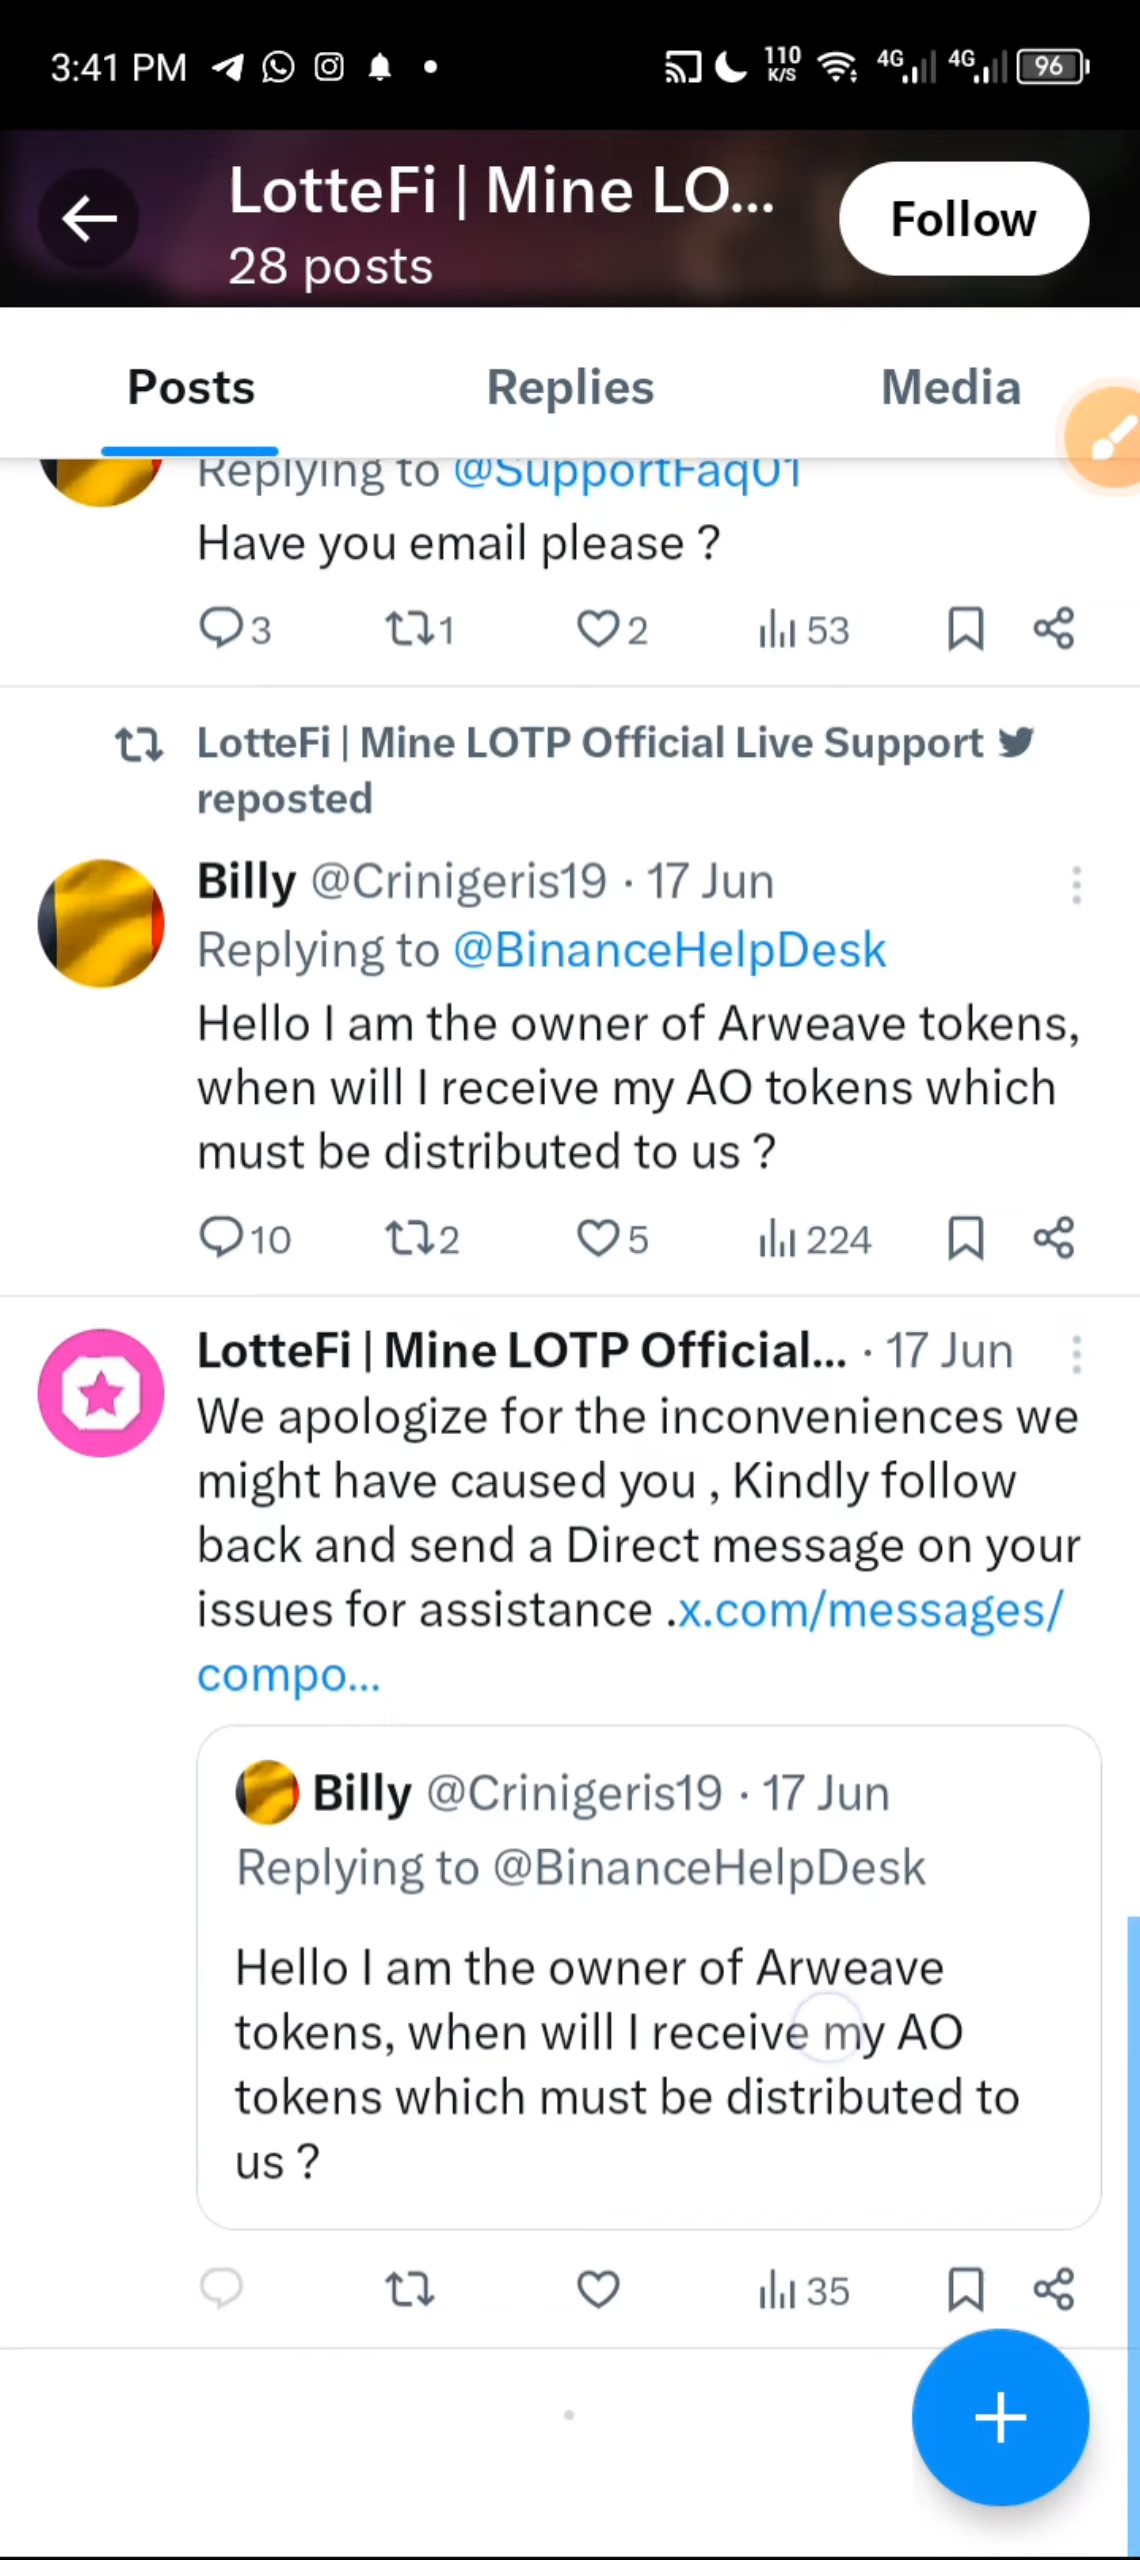 3:41 PM 110 K/S 4G 4G 96
LotteFi | Mine LO...
28 posts
Follow
Posts Replies Media
Replying to @SupportFaq01
Have you email please ?
3 1 2 53
LotteFi | Mine LOTP Official Live Support
reposted
Billy @Crinigeris19 · 17 Jun
Replying to @BinanceHelpDesk
Hello I am the owner of Arweave tokens,
when will I receive my AO tokens which
must be distributed to us ?
10 2 5 224
LotteFi | Mine LOTP Official... · 17 Jun
We apologize for the inconveniences we
might have caused you , Kindly follow
back and send a Direct message on your
issues for assistance .x.com/messages/
compo...
Billy @Crinigeris19 · 17 Jun
Replying to @BinanceHelpDesk
Hello I am the owner of Arweave
tokens, when will I receive my AO
tokens which must be distributed to
us ?
35